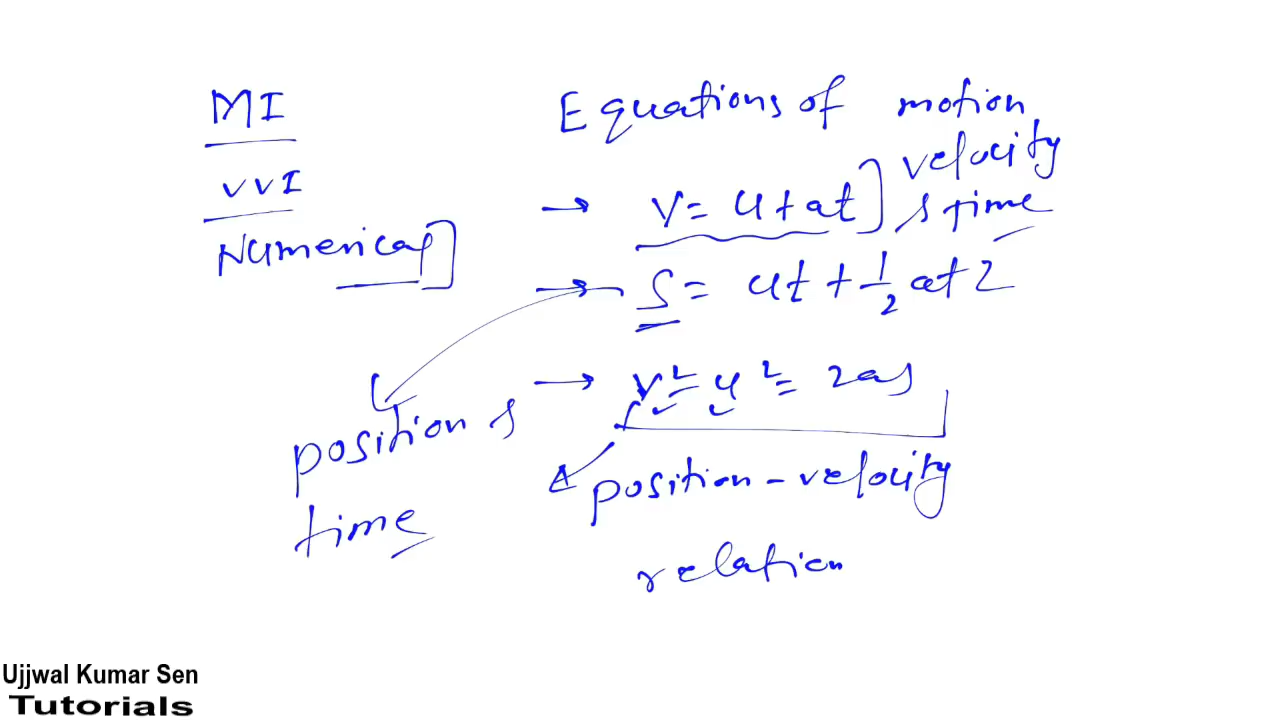 MI
VVI
Numerical]
Equations of motion
→ v = u + at] velocity
& time
→ S = ut + 1/2 at2
position &
time
→ v² = u² = 2as
position - velocity
relation
Ujjwal Kumar Sen
Tutorials